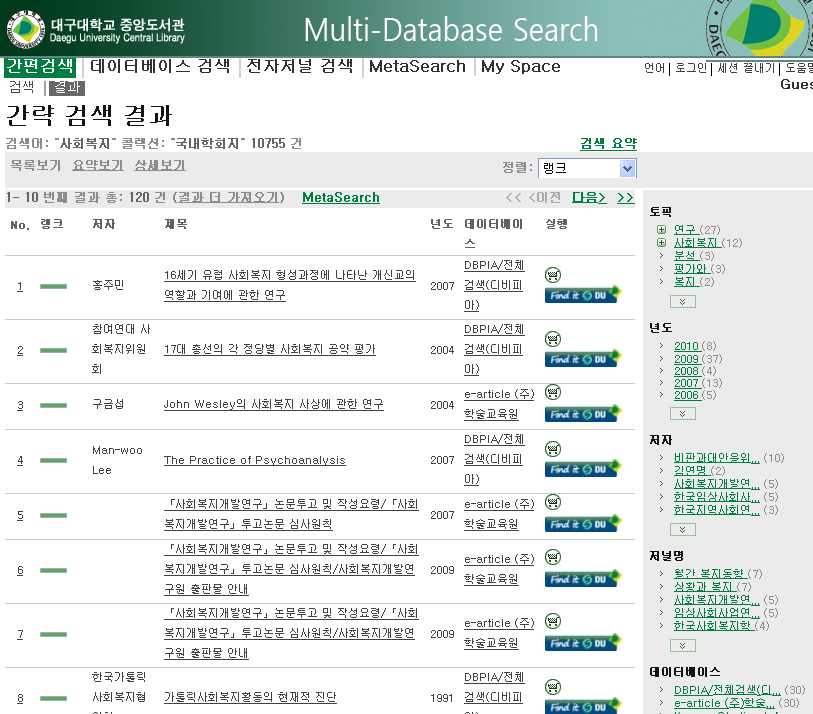 대구대학교 중앙도서관
Daegu University Central Library
Multi-Database Search
간편검색 데이터베이스 검색 전자저널 검색 MetaSearch My Space
언어 | 로그인 | 세션 끝내기 | 도움말
검색 | 결과
Gues
간략 검색 결과
검색어: "사회복지" 콜렉션: "국내학회지" 10755 건
검색 요약
목록보기 요약보기 상세보기
정렬: 랭크
1- 10 번째 결과 총: 120 건 (결과 더 가져오기) MetaSearch << <이전 다음> >>
No. 랭크 저자 제목 년도 데이터베이스 실행
1 홍주민 16세기 유럽 사회복지 형성과정에 나타난 개신교의
역할과 기여에 관한 연구 2007 DBPIA/전체
검색(디비피
아) Find it @ DU
2 참여연대 사
회복지위원
회 17대 총선의 각 정당별 사회복지 공약 평가 2004 DBPIA/전체
검색(디비피
아) Find it @ DU
3 구금섭 John Wesley의 사회복지 사상에 관한 연구 2004 e-article (주)
학술교육원 Find it @ DU
4 Man-woo
Lee The Practice of Psychoanalysis 2007 DBPIA/전체
검색(디비피
아) Find it @ DU
5 「사회복지개발연구」 논문투고 및 작성요령/「사회
복지개발연구」 투고논문 심사원칙 2007 e-article (주)
학술교육원 Find it @ DU
6 「사회복지개발연구」 논문투고 및 작성요령/「사회
복지개발연구」 투고논문 심사원칙/사회복지개발연
구원 출판물 안내 2009 e-article (주)
학술교육원 Find it @ DU
7 「사회복지개발연구」 논문투고 및 작성요령/「사회
복지개발연구」 투고논문 심사원칙/사회복지개발연
구원 출판물 안내 2009 e-article (주)
학술교육원 Find it @ DU
8 한국가톨릭
사회복지협 가톨릭사회복지활동의 현재적 진단 1991 DBPIA/전체
검색(디비피 Find it @ DU
토픽
연구 (27)
사회복지 (12)
분석 (3)
평가와 (3)
복지 (2)
년도
2010 (8)
2009 (37)
2008 (4)
2007 (13)
2006 (5)
저자
비판과대안을위... (10)
김연명 (2)
사회복지개발연... (5)
한국임상사회사... (5)
한국지역사회연... (3)
저널명
월간 복지동향 (7)
상황과 복지 (7)
사회복지개발연... (5)
임상사회사업연... (5)
한국사회복지학 (4)
데이터베이스
DBPIA/전체검색(디... (30)
e-article (주)학술... (30)